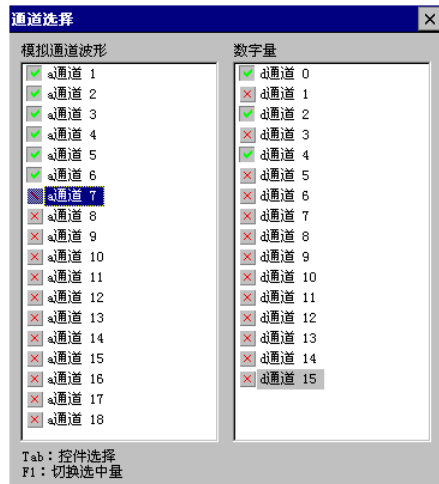 通道选择
模拟通道波形
a通道 1
a通道 2
a通道 3
a通道 4
a通道 5
a通道 6
a通道 7
a通道 8
a通道 9
a通道 10
a通道 11
a通道 12
a通道 13
a通道 14
a通道 15
a通道 16
a通道 17
a通道 18
数字量
d通道 0
d通道 1
d通道 2
d通道 3
d通道 4
d通道 5
d通道 6
d通道 7
d通道 8
d通道 9
d通道 10
d通道 11
d通道 12
d通道 13
d通道 14
d通道 15
Tab：控件选择
F1：切换选中量